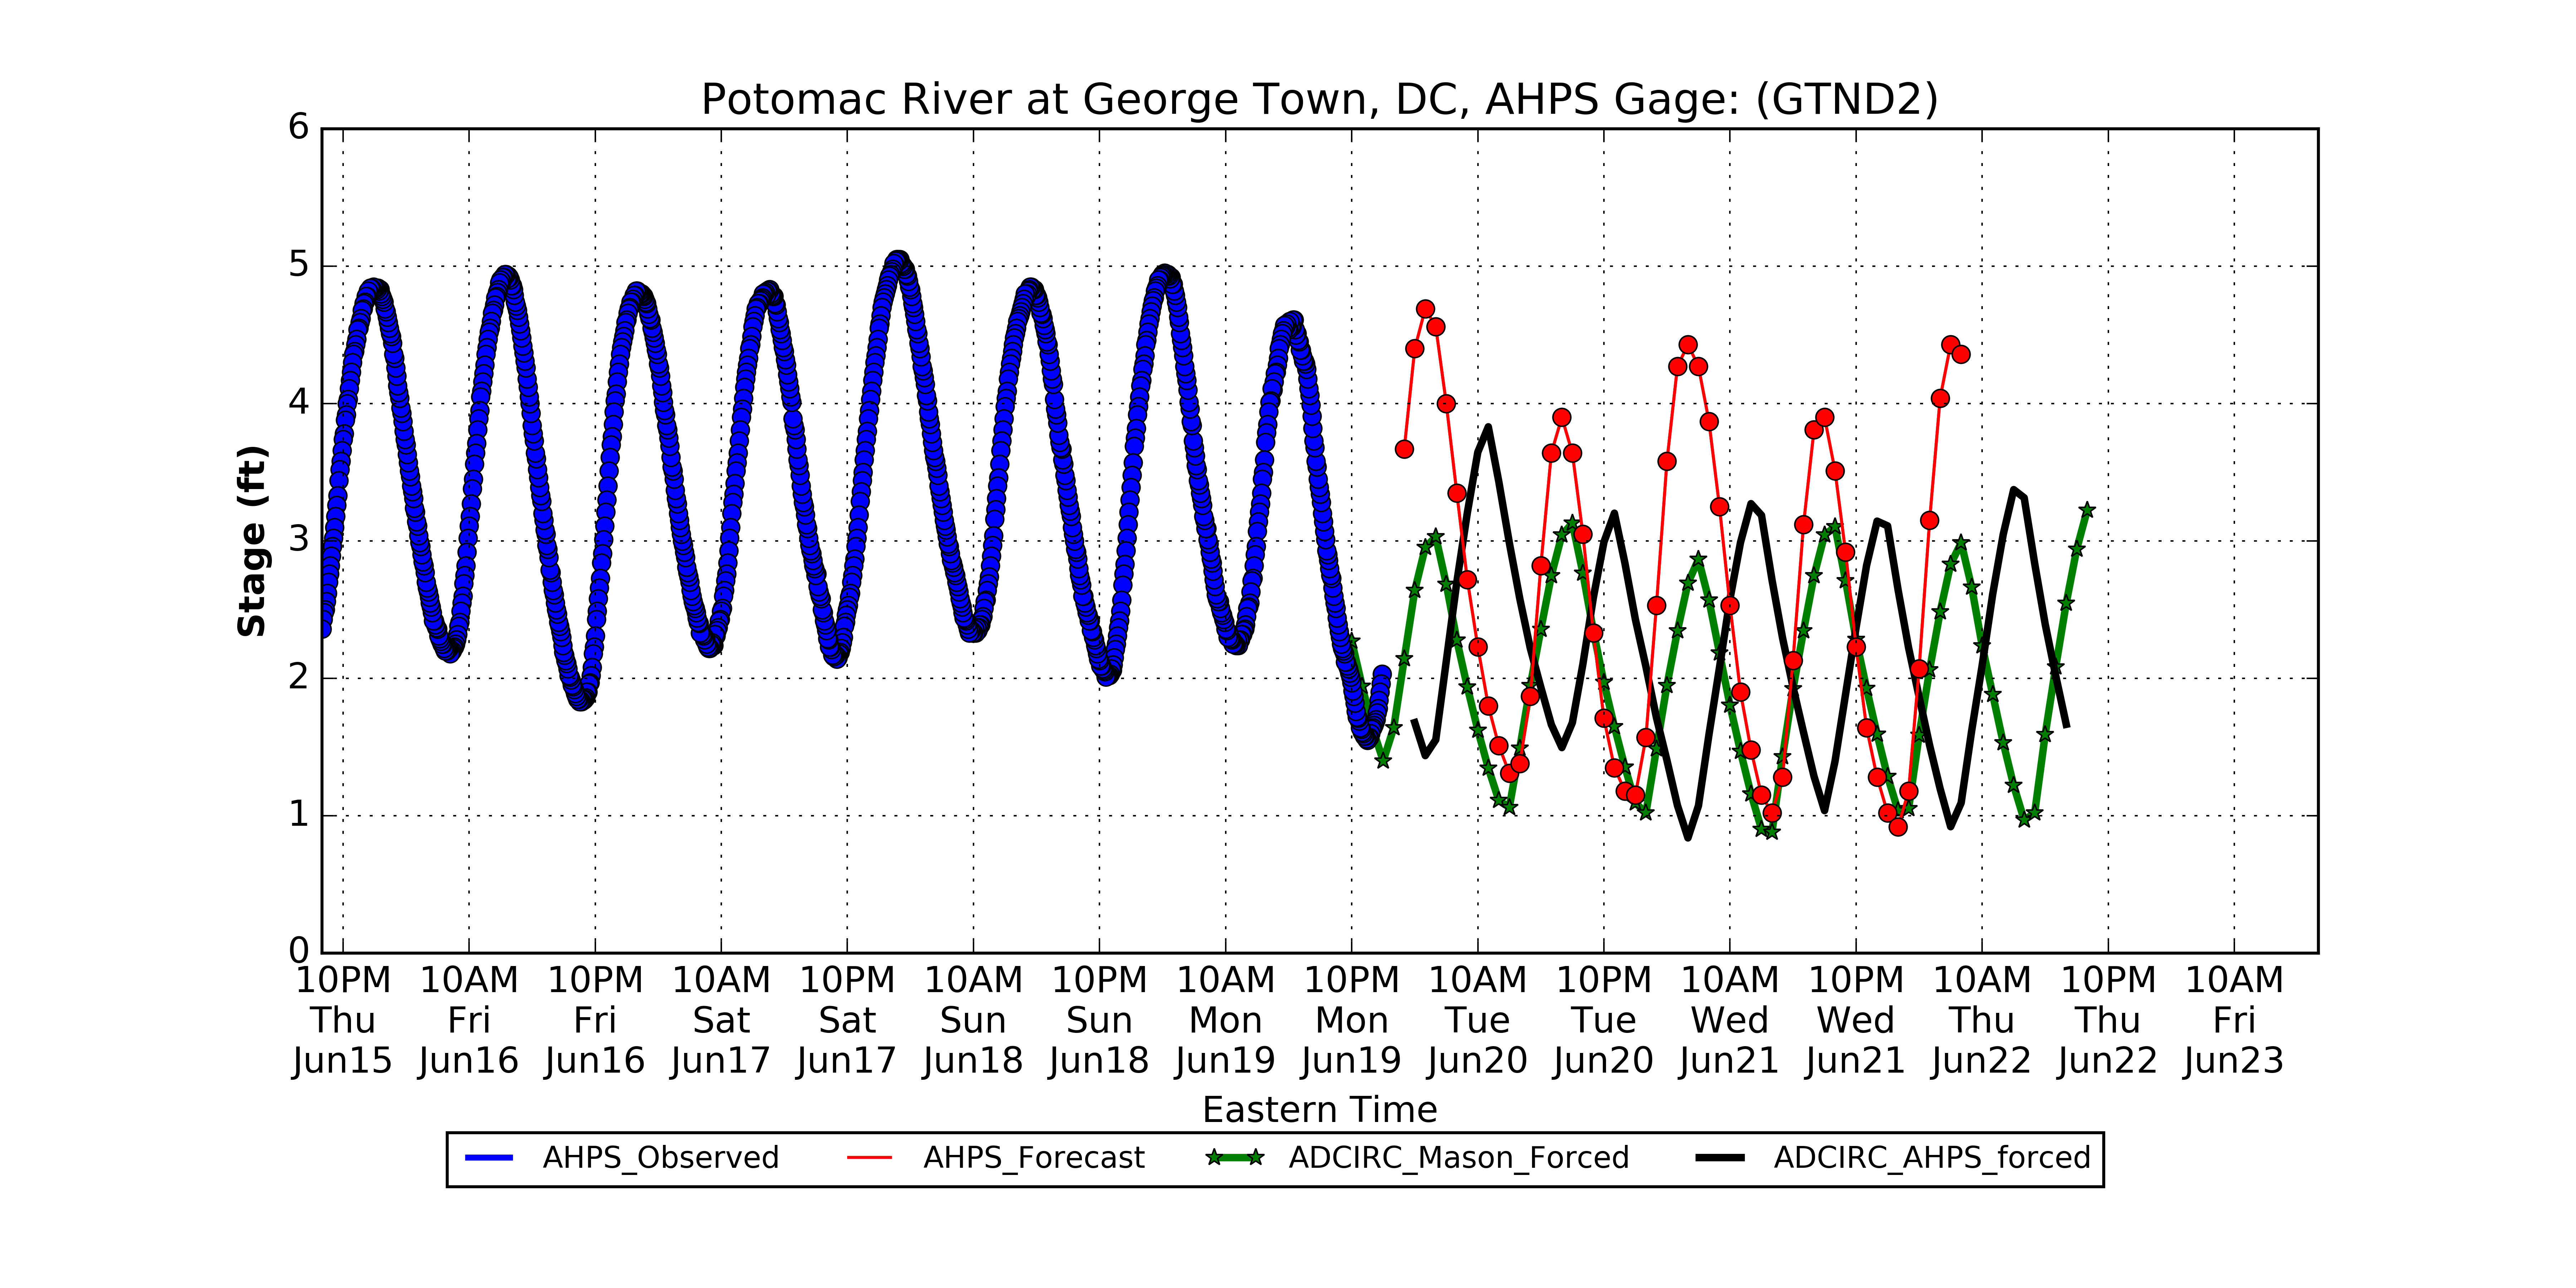 Potomac River at George Town, DC, AHPS Gage: (GTND2)
6
5
4
3
2
1
0
Stage (ft)
10PM 10AM 10PM 10AM 10PM 10AM 10PM 10AM 10PM 10AM 10PM 10AM 10PM 10AM 10PM 10AM
Thu Fri Fri Sat Sat Sun Sun Mon Mon Tue Tue Wed Wed Thu Thu Fri
Jun15 Jun16 Jun16 Jun17 Jun17 Jun18 Jun18 Jun19 Jun19 Jun20 Jun20 Jun21 Jun21 Jun22 Jun22 Jun23
Eastern Time
AHPS_Observed AHPS_Forecast ADCIRC_Mason_Forced ADCIRC_AHPS_forced